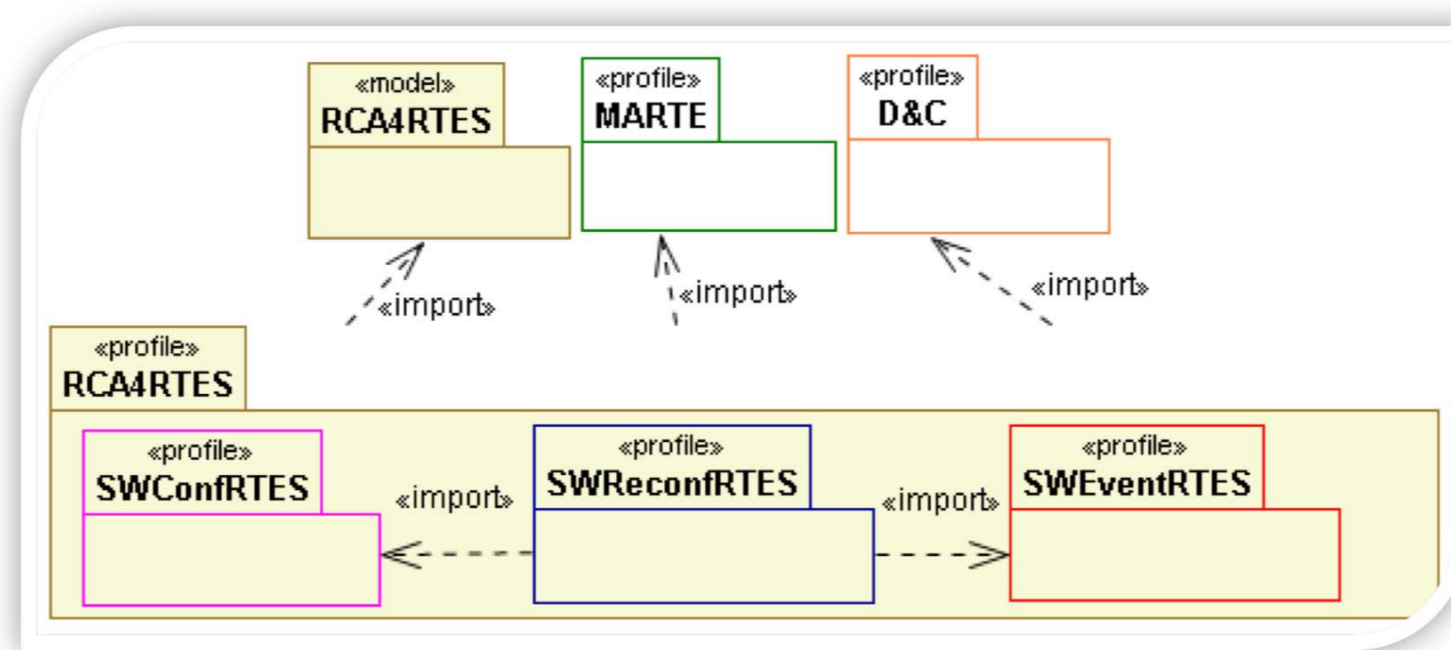 «model»
RCA4RTES
«profile»
MARTE
«profile»
D&C
«import»
«import»
«import»
«profile»
RCA4RTES
«profile»
SWConfRTES
«import»
«profile»
SWReconfRTES
«import»
«profile»
SWEventRTES